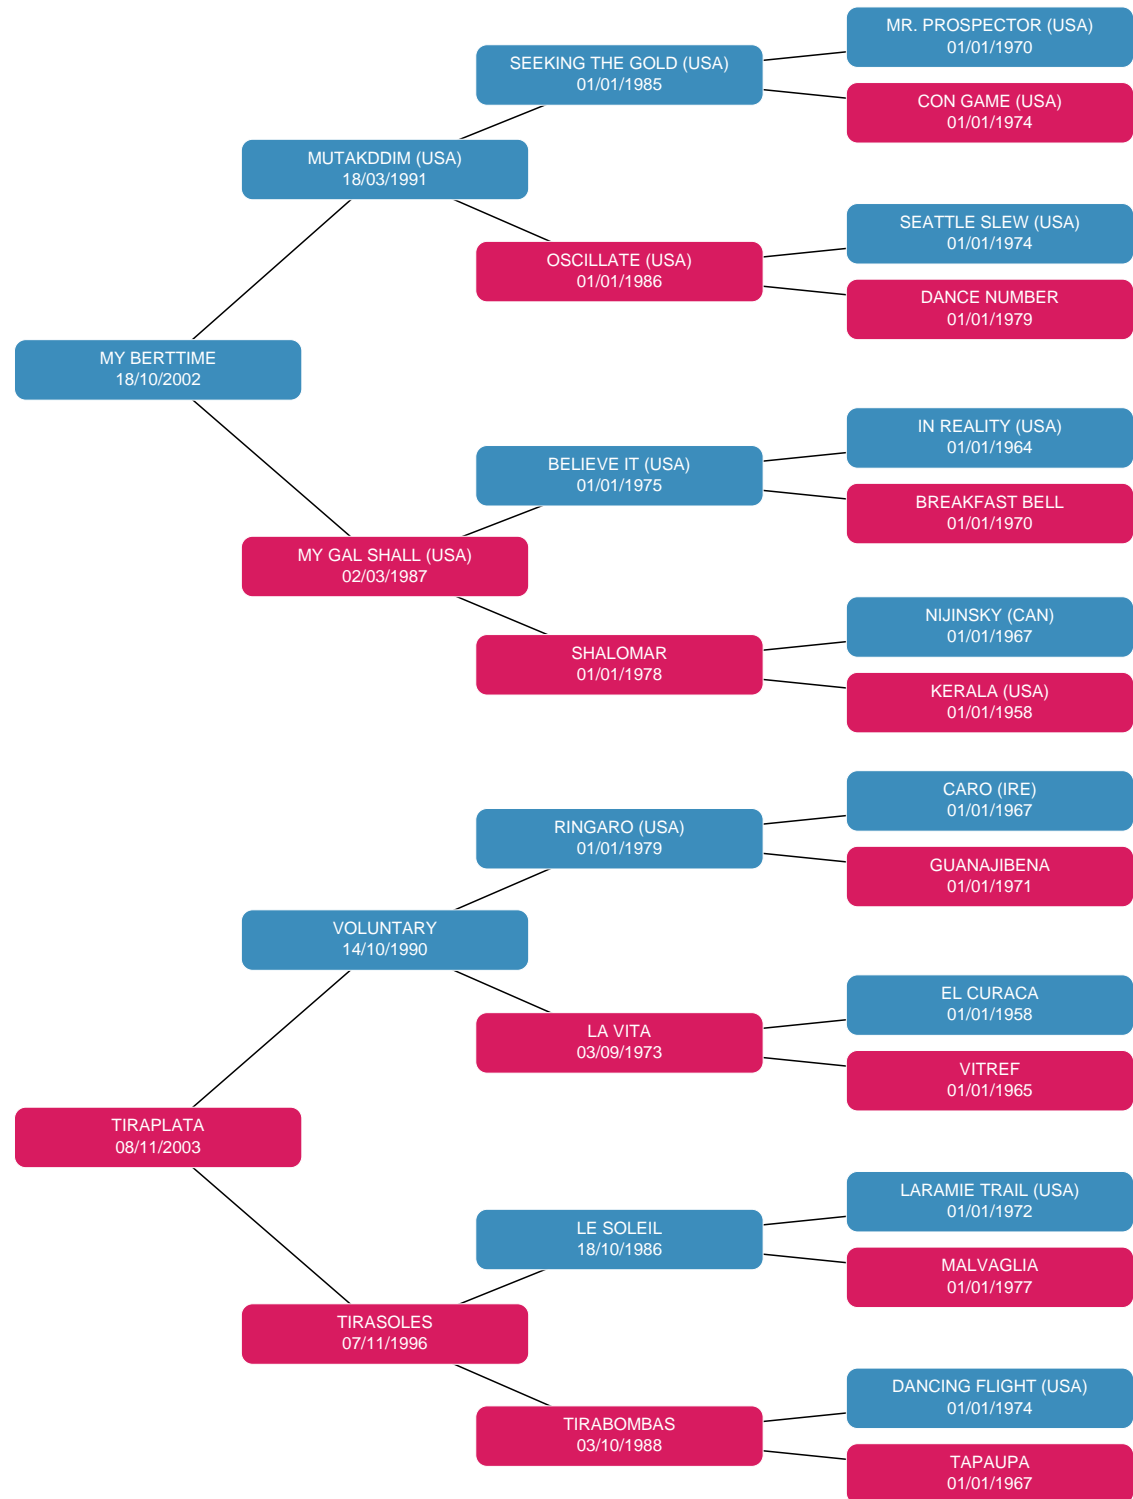 MR. PROSPECTOR (USA)
01/01/1970
SEEKING THE GOLD (USA)
01/01/1985
CON GAME (USA)
01/01/1974
MUTAKDDIM (USA)
18/03/1991
SEATTLE SLEW (USA)
01/01/1974
OSCILLATE (USA)
01/01/1986
DANCE NUMBER
01/01/1979
MY BERTTIME
18/10/2002
IN REALITY (USA)
01/01/1964
BELIEVE IT (USA)
01/01/1975
BREAKFAST BELL
01/01/1970
MY GAL SHALL (USA)
02/03/1987
NIJINSKY (CAN)
01/01/1967
SHALOMAR
01/01/1978
KERALA (USA)
01/01/1958
CARO (IRE)
01/01/1967
RINGARO (USA)
01/01/1979
GUANAJIBENA
01/01/1971
VOLUNTARY
14/10/1990
EL CURACA
01/01/1958
LA VITA
03/09/1973
VITREF
01/01/1965
TIRAPLATA
08/11/2003
LARAMIE TRAIL (USA)
01/01/1972
LE SOLEIL
18/10/1986
MALVAGLIA
01/01/1977
TIRASOLES
07/11/1996
DANCING FLIGHT (USA)
01/01/1974
TIRABOMBAS
03/10/1988
TAPAUPA
01/01/1967